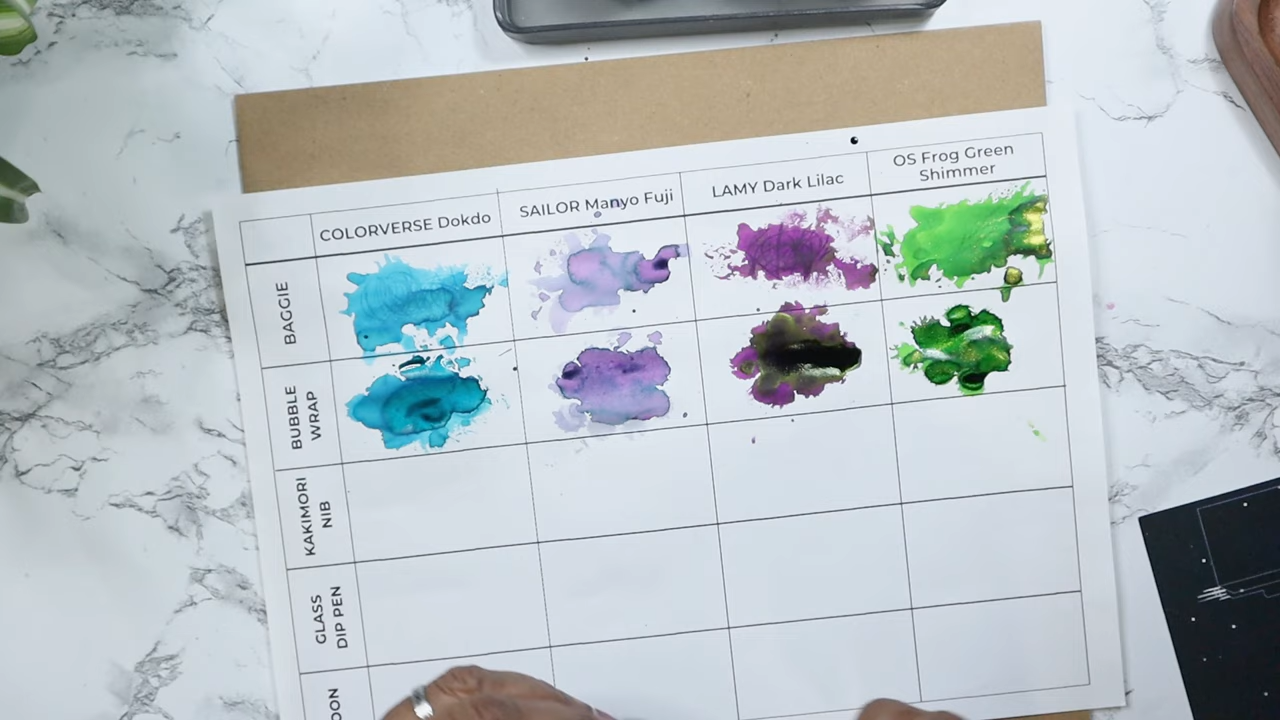 COLORVERSE Dokdo
SAILOR Manyo Fuji
LAMY Dark Lilac
OS Frog Green
Shimmer
BAGGIE
BUBBLE
WRAP
KAKIMORI
NIB
GLASS
DIP PEN